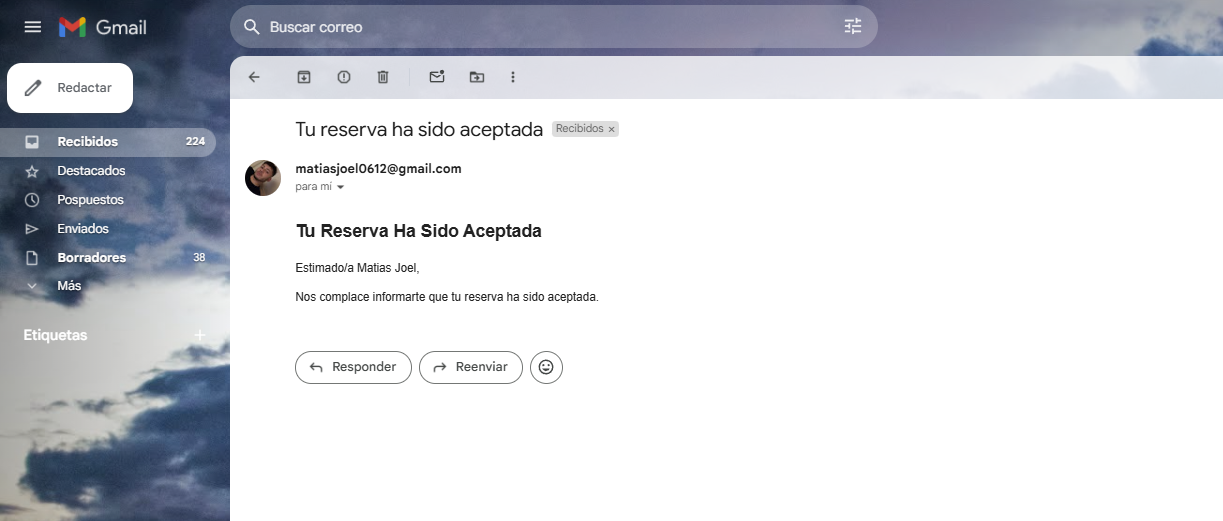 Gmail
Buscar correo
Redactar
Recibidos 224
Destacados
Pospuestos
Enviados
Borradores 38
Más
Etiquetas +
Tu reserva ha sido aceptada Recibidos ×
matiasjoel0612@gmail.com
para mí
Tu Reserva Ha Sido Aceptada
Estimado/a Matias Joel,
Nos complace informarte que tu reserva ha sido aceptada.
Responder Reenviar